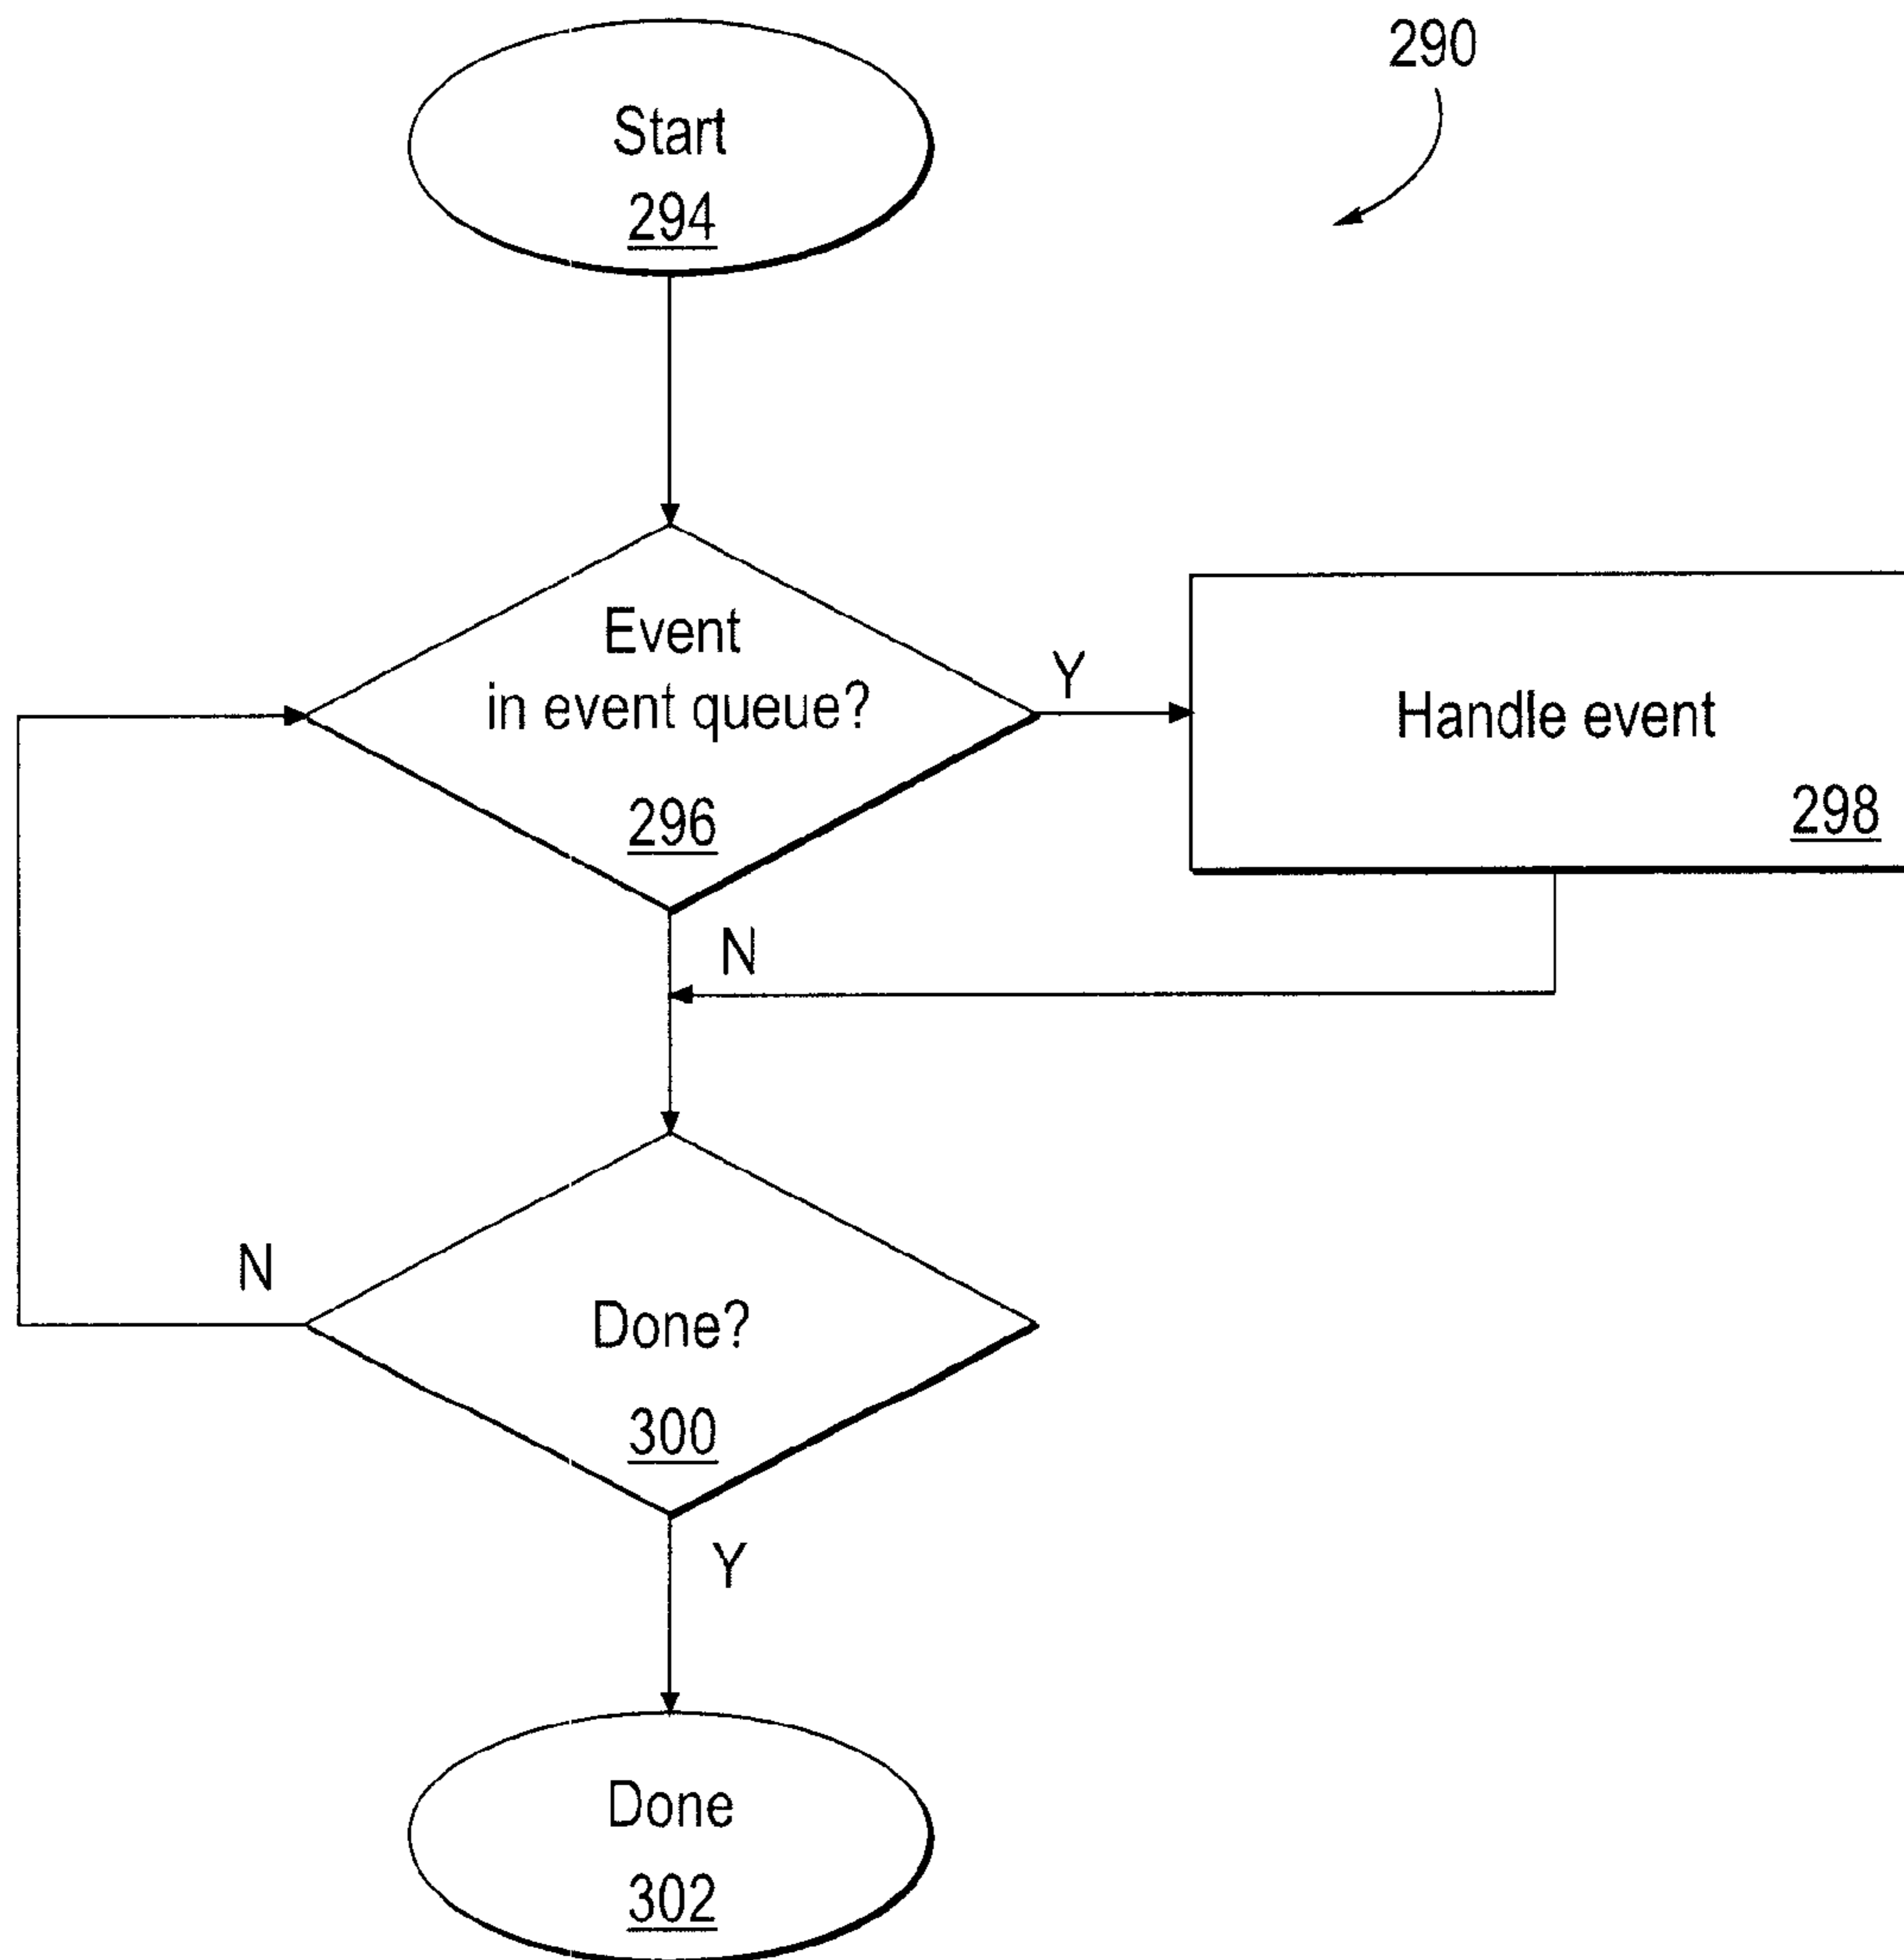 290
Start
294
Event
in event queue?
296
Y
Handle event
298
N
N
Done?
300
Y
Done
302